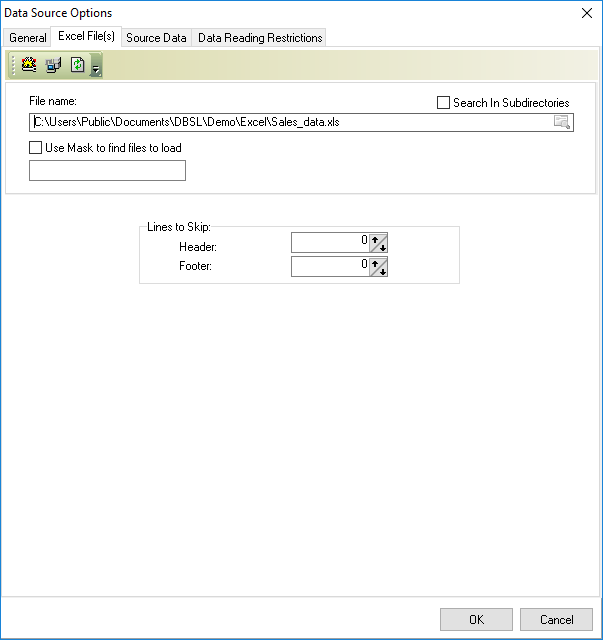 Data Source Options
General Excel File(s) Source Data Data Reading Restrictions
File name: Search In Subdirectories
C:\Users\Public\Documents\DBSL\Demo\Excel\Sales_data.xls
Use Mask to find files to load
Lines to Skip:
Header: 0
Footer: 0
OK Cancel